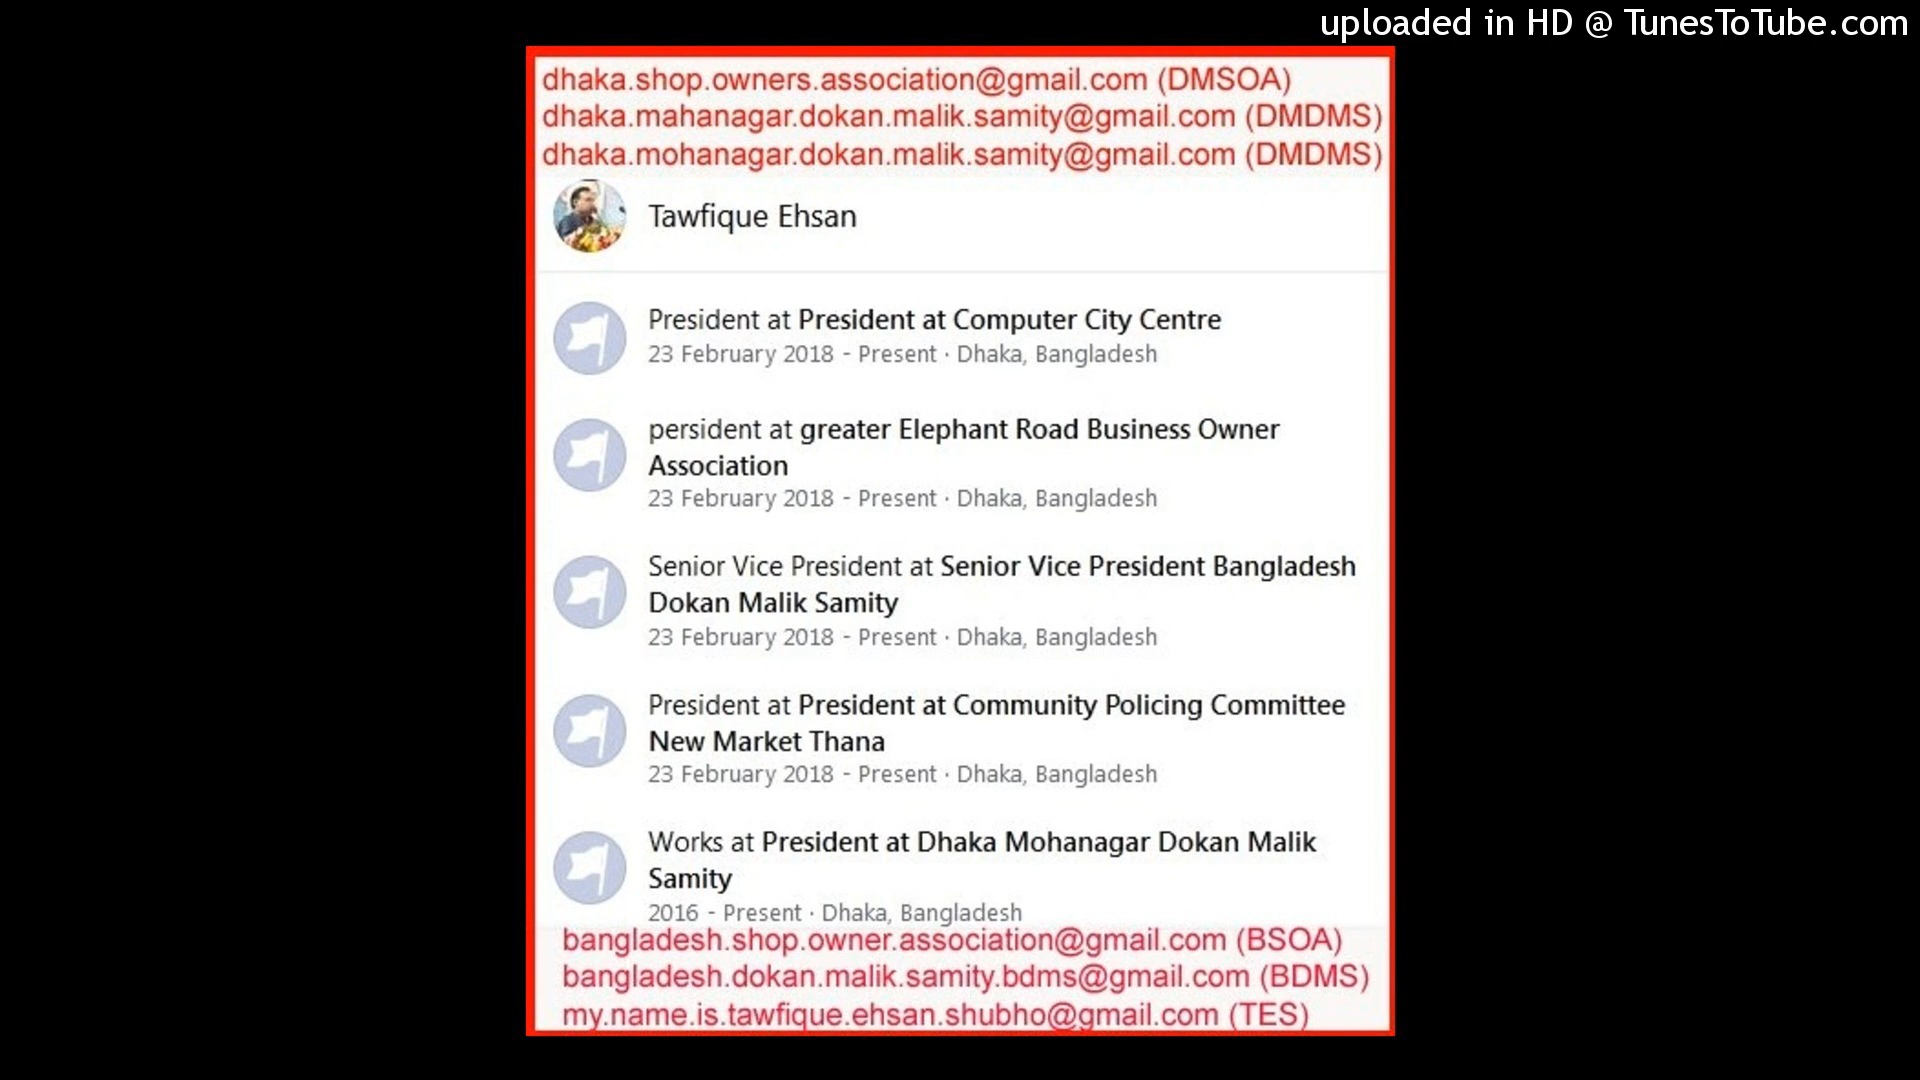 uploaded in HD @ TunesToTube.com
dhaka.shop.owners.association@gmail.com (DMSOA)
dhaka.mahanagar.dokan.malik.samity@gmail.com (DMDMS)
dhaka.mohanagar.dokan.malik.samity@gmail.com (DMDMS)
Tawfique Ehsan
President at President at Computer City Centre
23 February 2018 - Present · Dhaka, Bangladesh
persident at greater Elephant Road Business Owner
Association
23 February 2018 - Present · Dhaka, Bangladesh
Senior Vice President at Senior Vice President Bangladesh
Dokan Malik Samity
23 February 2018 - Present · Dhaka, Bangladesh
President at President at Community Policing Committee
New Market Thana
23 February 2018 - Present · Dhaka, Bangladesh
Works at President at Dhaka Mohanagar Dokan Malik
Samity
2016 - Present · Dhaka, Bangladesh
bangladesh.shop.owner.association@gmail.com (BSOA)
bangladesh.dokan.malik.samity.bdms@gmail.com (BDMS)
my.name.is.tawfique.ehsan.shubho@gmail.com (TES)